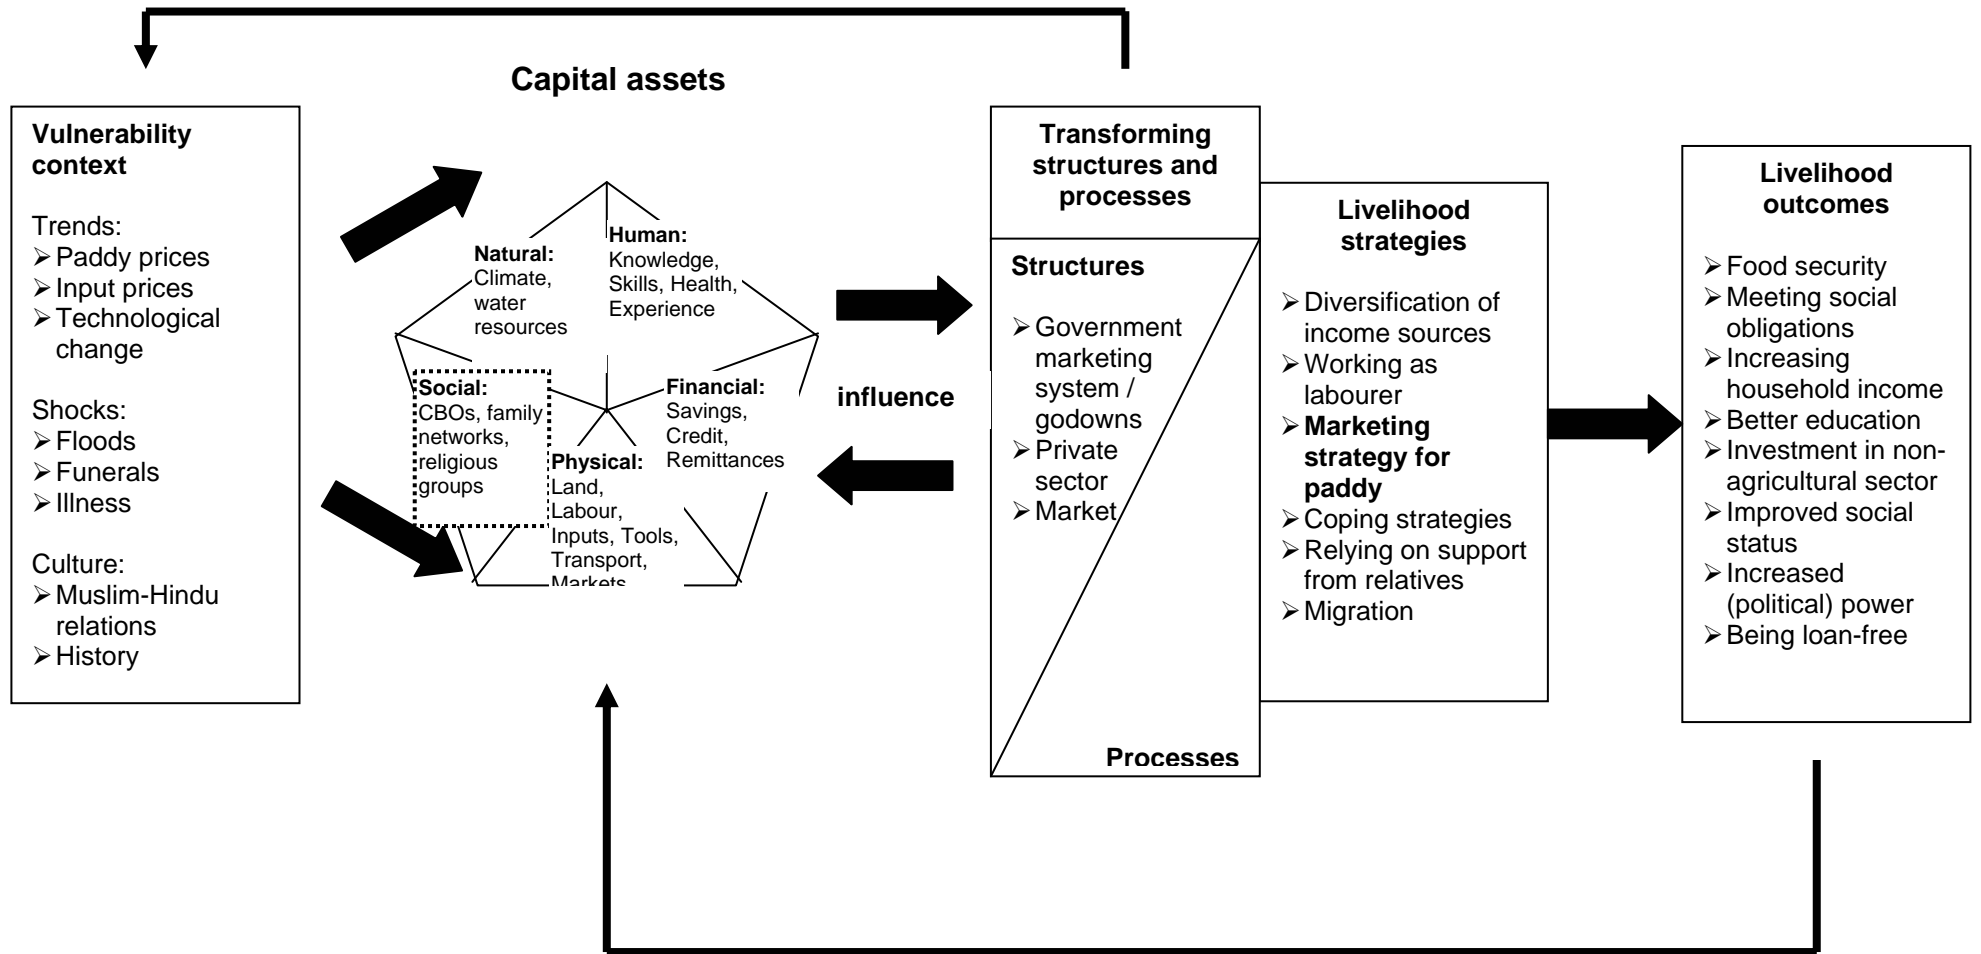 Capital assets
Vulnerability
context
Trends:
➢ Paddy prices
➢ Input prices
➢ Technological
change
Shocks:
➢ Floods
➢ Funerals
➢ Illness
Culture:
➢ Muslim-Hindu
relations
➢ History
Natural:
Climate,
water
resources
Human:
Knowledge,
Skills, Health,
Experience
Social:
CBOs, family
networks,
religious
groups
Physical:
Land,
Labour,
Inputs, Tools,
Transport,
Markets
Financial:
Savings,
Credit,
Remittances
influence
Transforming
structures and
processes
Structures
➢ Government
marketing
system /
godowns
➢ Private
sector
➢ Market
Processes
Livelihood
strategies
➢ Diversification of
income sources
➢ Working as
labourer
➢ Marketing
strategy for
paddy
➢ Coping strategies
➢ Relying on support
from relatives
➢ Migration
Livelihood
outcomes
➢ Food security
➢ Meeting social
obligations
➢ Increasing
household income
➢ Better education
➢ Investment in non-
agricultural sector
➢ Improved social
status
➢ Increased
(political) power
➢ Being loan-free